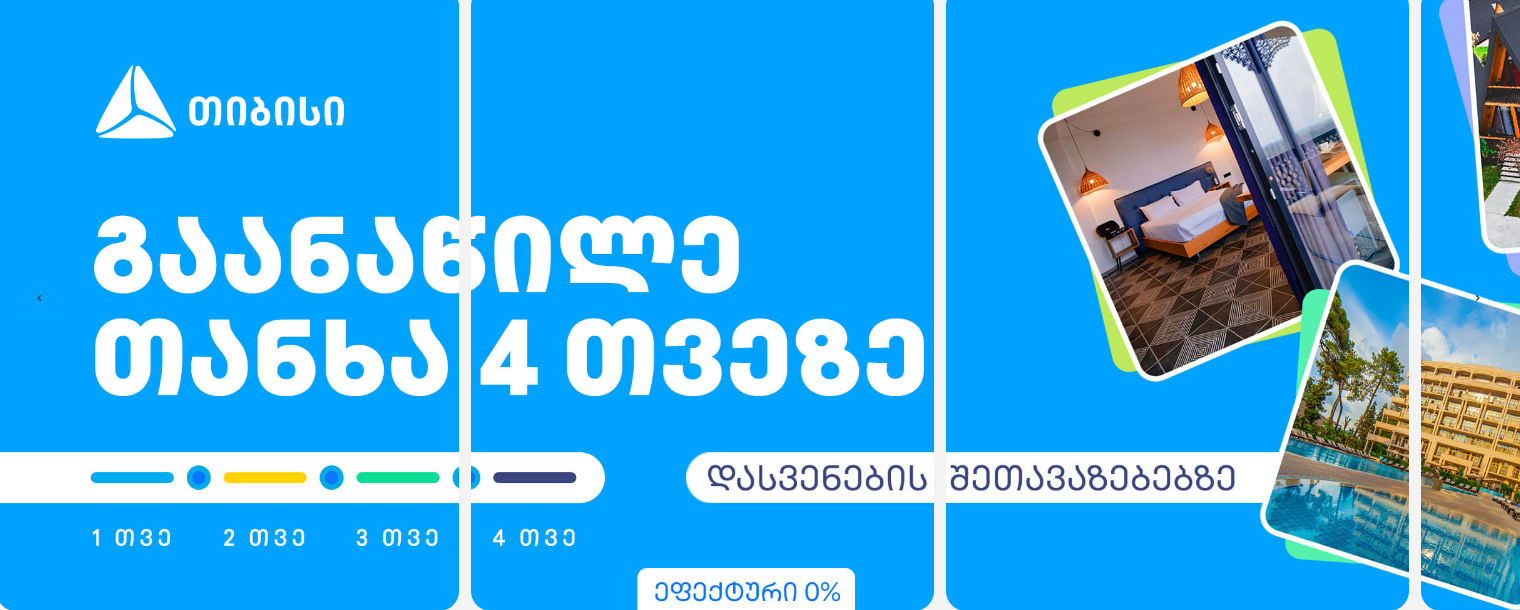 თიბისი
გაანაწილე
თანხა 4 თვეზე
დასვენების შეთავაზებებზე
1 თვე 2 თვე 3 თვე 4 თვე
ეფექტური 0%